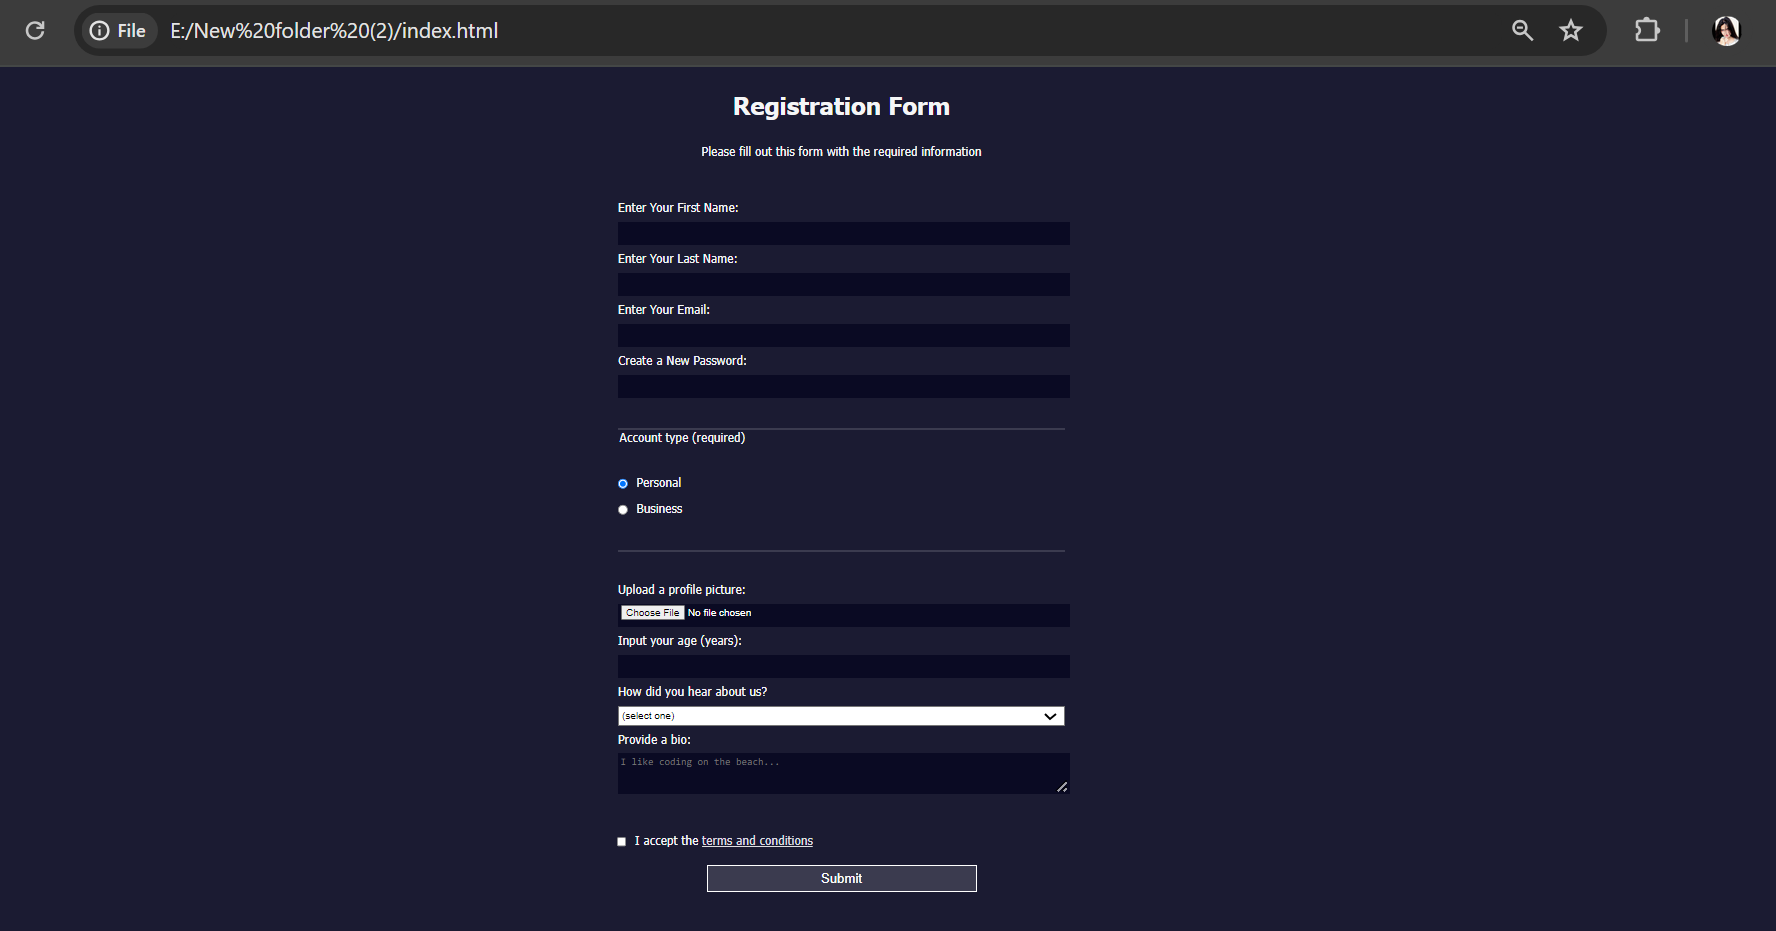 File E:/New%20folder%20(2)/index.html
Registration Form
Please fill out this form with the required information
Enter Your First Name:
Enter Your Last Name:
Enter Your Email:
Create a New Password:
Account type (required)
Personal
Business
Upload a profile picture:
Choose File No file chosen
Input your age (years):
How did you hear about us?
(select one)
Provide a bio:
I like coding on the beach...
I accept the terms and conditions
Submit